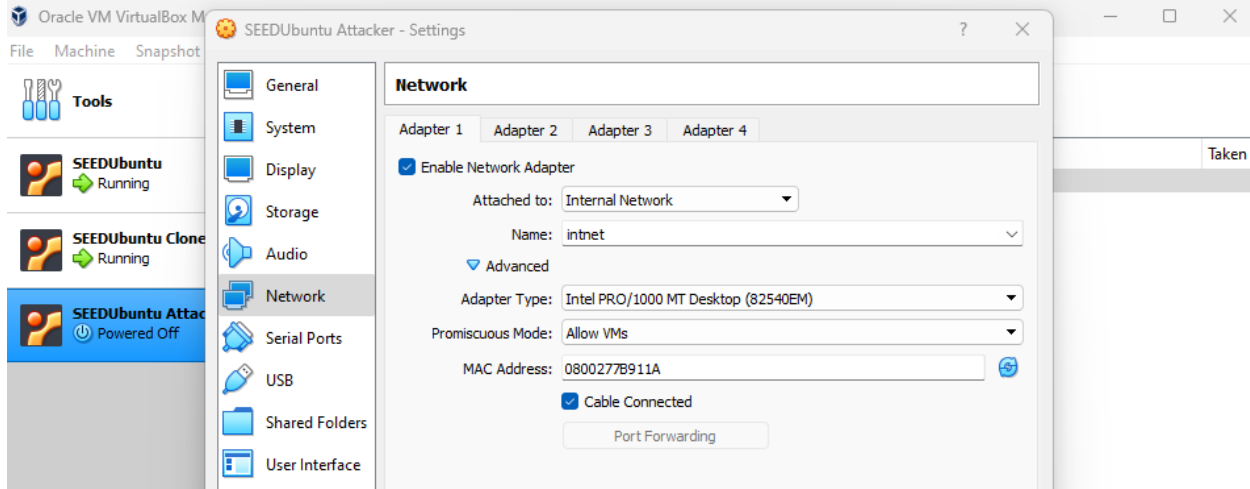 Oracle VM VirtualBox M
File Machine Snapshot
Tools
SEEDUbuntu
Running
SEEDUbuntu Clone
Running
SEEDUbuntu Attac
Powered Off
SEEDUbuntu Attacker - Settings
?
General
System
Display
Storage
Audio
Network
Serial Ports
USB
Shared Folders
User Interface
Network
Adapter 1 Adapter 2 Adapter 3 Adapter 4
Enable Network Adapter
Attached to: Internal Network
Name: intnet
Advanced
Adapter Type: Intel PRO/1000 MT Desktop (82540EM)
Promiscuous Mode: Allow VMs
MAC Address: 0800277B911A
Cable Connected
Port Forwarding
Taken